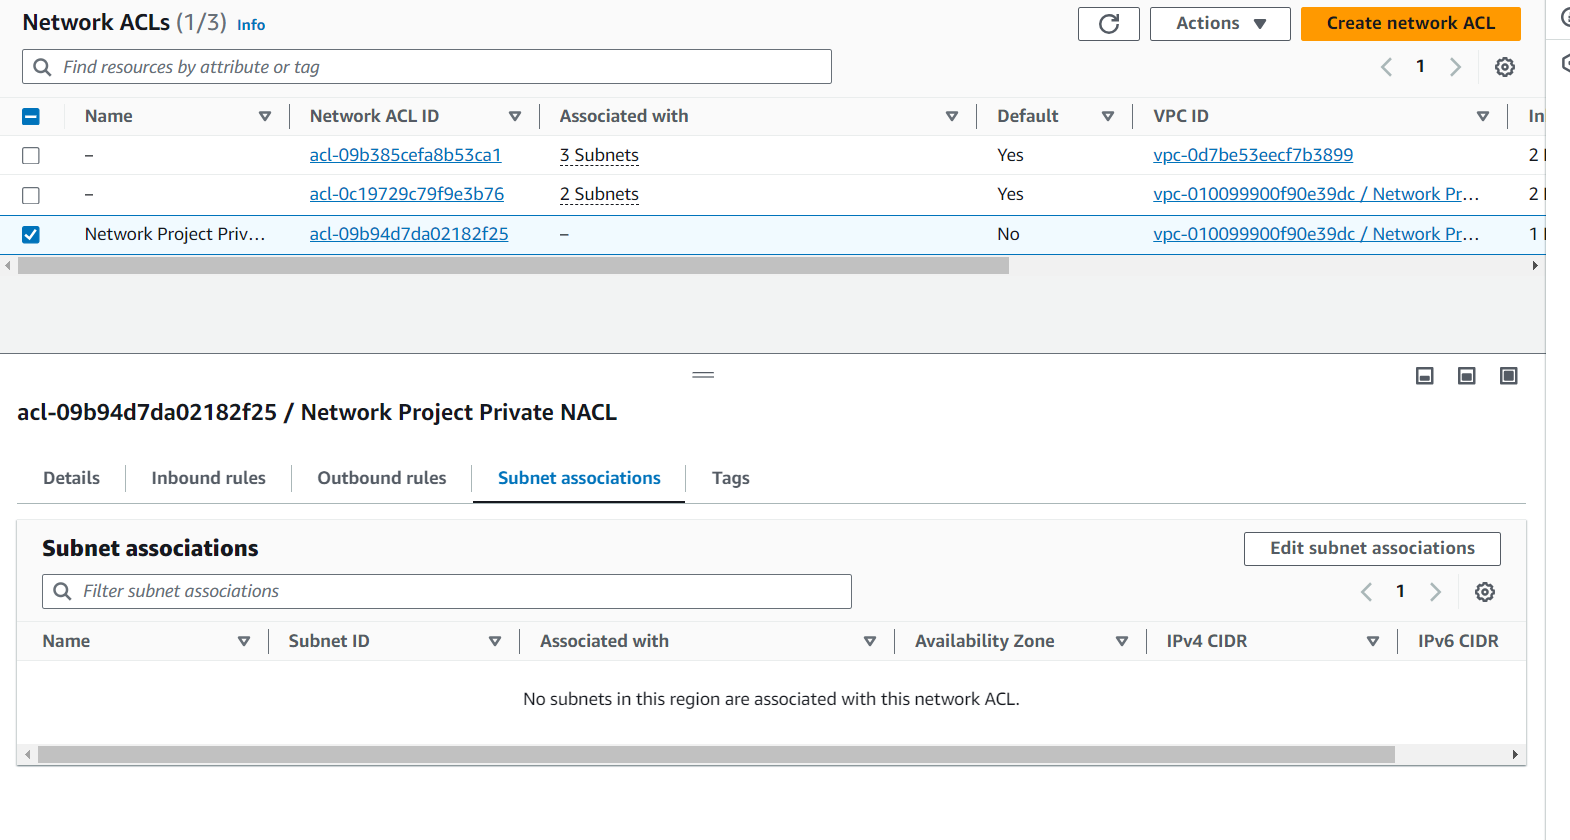 Network ACLs (1/3) Info
Actions
Create network ACL
Find resources by attribute or tag
1
Name Network ACL ID Associated with Default VPC ID In
– acl-09b385cefa8b53ca1 3 Subnets Yes vpc-0d7be53eecf7b3899 2
– acl-0c19729c79f9e3b76 2 Subnets Yes vpc-010099900f90e39dc / Network Pr... 2
Network Project Priv... acl-09b94d7da02182f25 – No vpc-010099900f90e39dc / Network Pr... 1
acl-09b94d7da02182f25 / Network Project Private NACL
Details Inbound rules Outbound rules Subnet associations Tags
Subnet associations
Edit subnet associations
Filter subnet associations
1
Name Subnet ID Associated with Availability Zone IPv4 CIDR IPv6 CIDR
No subnets in this region are associated with this network ACL.